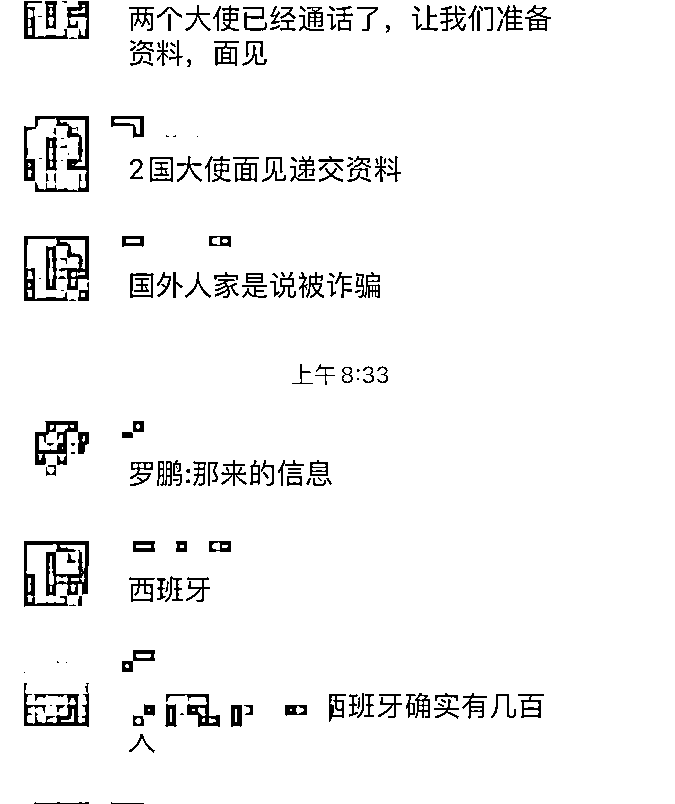 两个大使已经通话了，让我们准备
资料，面见
2国大使面见递交资料
国外人家是说被诈骗
上午 8:33
罗鹏:那来的信息
西班牙
西班牙确实有几百
人